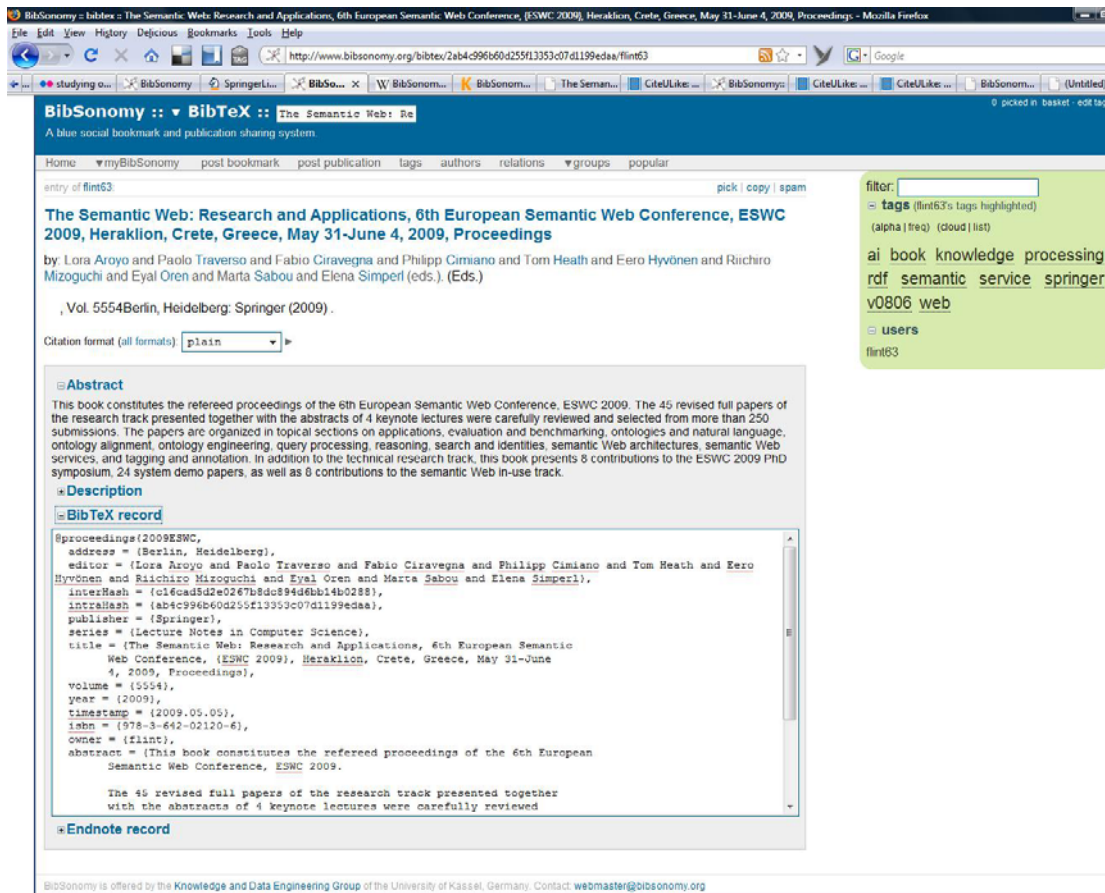 BibSonomy :: bibtex :: The Semantic Web: Research and Applications, 6th European Semantic Web Conference, {ESWC 2009}, Heraklion, Crete, Greece, May 31-June 4, 2009, Proceedings - Mozilla Firefox
File Edit View History Delicious Bookmarks Tools Help
http://www.bibsonomy.org/bibtex/2ab4c996b60d255f13353c07d1199edaa/flint63 Google
studying o... BibSonomy SpringerLi... BibSo... BibSonom... BibSonom... The Seman... CiteULike: ... BibSonomy:: CiteULike: ... CiteULike: ... BibSonom... (Untitled)
BibSonomy :: ▾ BibTeX :: The Semantic Web: Re
0 picked in basket · edit tag
A blue social bookmark and publication sharing system.
Home ▾myBibSonomy post bookmark post publication tags authors relations ▾groups popular
entry of flint63: pick | copy | spam
The Semantic Web: Research and Applications, 6th European Semantic Web Conference, ESWC
2009, Heraklion, Crete, Greece, May 31-June 4, 2009, Proceedings
by: Lora Aroyo and Paolo Traverso and Fabio Ciravegna and Philipp Cimiano and Tom Heath and Eero Hyvönen and Riichiro
Mizoguchi and Eyal Oren and Marta Sabou and Elena Simperl (eds.). (Eds.)
, Vol. 5554Berlin, Heidelberg: Springer (2009) .
Citation format (all formats): plain
Abstract
This book constitutes the refereed proceedings of the 6th European Semantic Web Conference, ESWC 2009. The 45 revised full papers of
the research track presented together with the abstracts of 4 keynote lectures were carefully reviewed and selected from more than 250
submissions. The papers are organized in topical sections on applications, evaluation and benchmarking, ontologies and natural language,
ontology alignment, ontology engineering, query processing, reasoning, search and identities, semantic Web architectures, semantic Web
services, and tagging and annotation. In addition to the technical research track, this book presents 8 contributions to the ESWC 2009 PhD
symposium, 24 system demo papers, as well as 6 contributions to the semantic Web in-use track.
Description
BibTeX record
@proceedings{2009ESWC,
address = {Berlin, Heidelberg},
editor = {Lora Aroyo and Paolo Traverso and Fabio Ciravegna and Philipp Cimiano and Tom Heath and Eero
Hyvönen and Riichiro Mizoguchi and Eyal Oren and Marta Sabou and Elena Simperl},
interHash = {c16cad5d2e0267b8dc894d6bb14b0288},
intraHash = {ab4c996b60d255f13353c07d1199edaa},
publisher = {Springer},
series = {Lecture Notes in Computer Science},
title = {The Semantic Web: Research and Applications, 6th European Semantic
Web Conference, {ESWC 2009}, Heraklion, Crete, Greece, May 31-June
4, 2009, Proceedings},
volume = {5554},
year = {2009},
timestamp = {2009.05.05},
isbn = {978-3-642-02120-6},
owner = {flint},
abstract = {This book constitutes the refereed proceedings of the 6th European
Semantic Web Conference, ESWC 2009.
The 45 revised full papers of the research track presented together
with the abstracts of 4 keynote lectures were carefully reviewed
Endnote record
filter:
tags (flint63's tags highlighted)
(alpha | freq) (cloud | list)
ai book knowledge processing
rdf semantic service springer
v0806 web
users
flint63
BibSonomy is offered by the Knowledge and Data Engineering Group of the University of Kassel, Germany. Contact: webmaster@bibsonomy.org